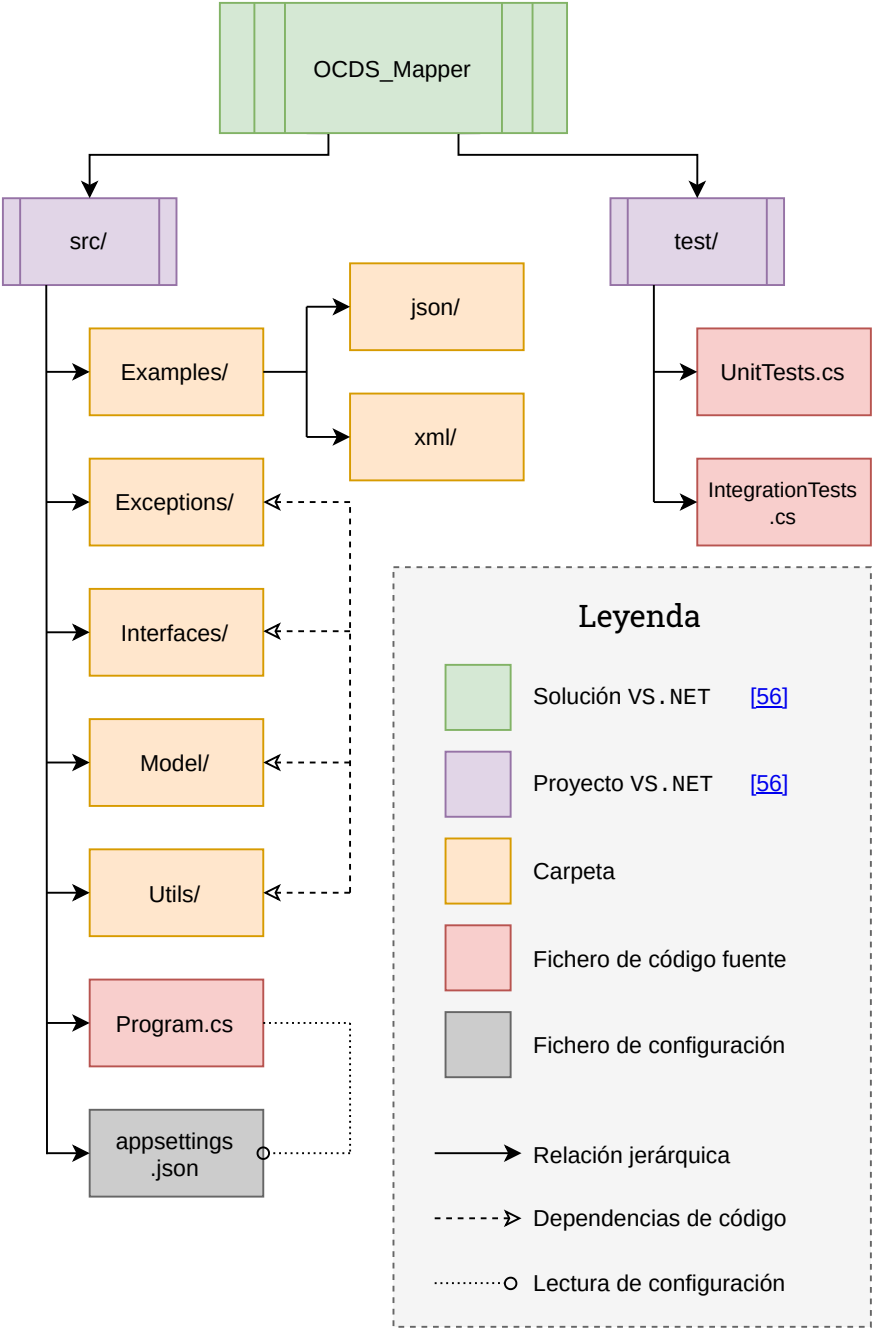 OCDS_Mapper
src/
test/
json/
Examples/
UnitTests.cs
xml/
Exceptions/
IntegrationTests
.cs
Interfaces/
Model/
Utils/
Program.cs
appsettings
.json
Leyenda
Solución VS.NET [56]
Proyecto VS.NET [56]
Carpeta
Fichero de código fuente
Fichero de configuración
Relación jerárquica
Dependencias de código
Lectura de configuración